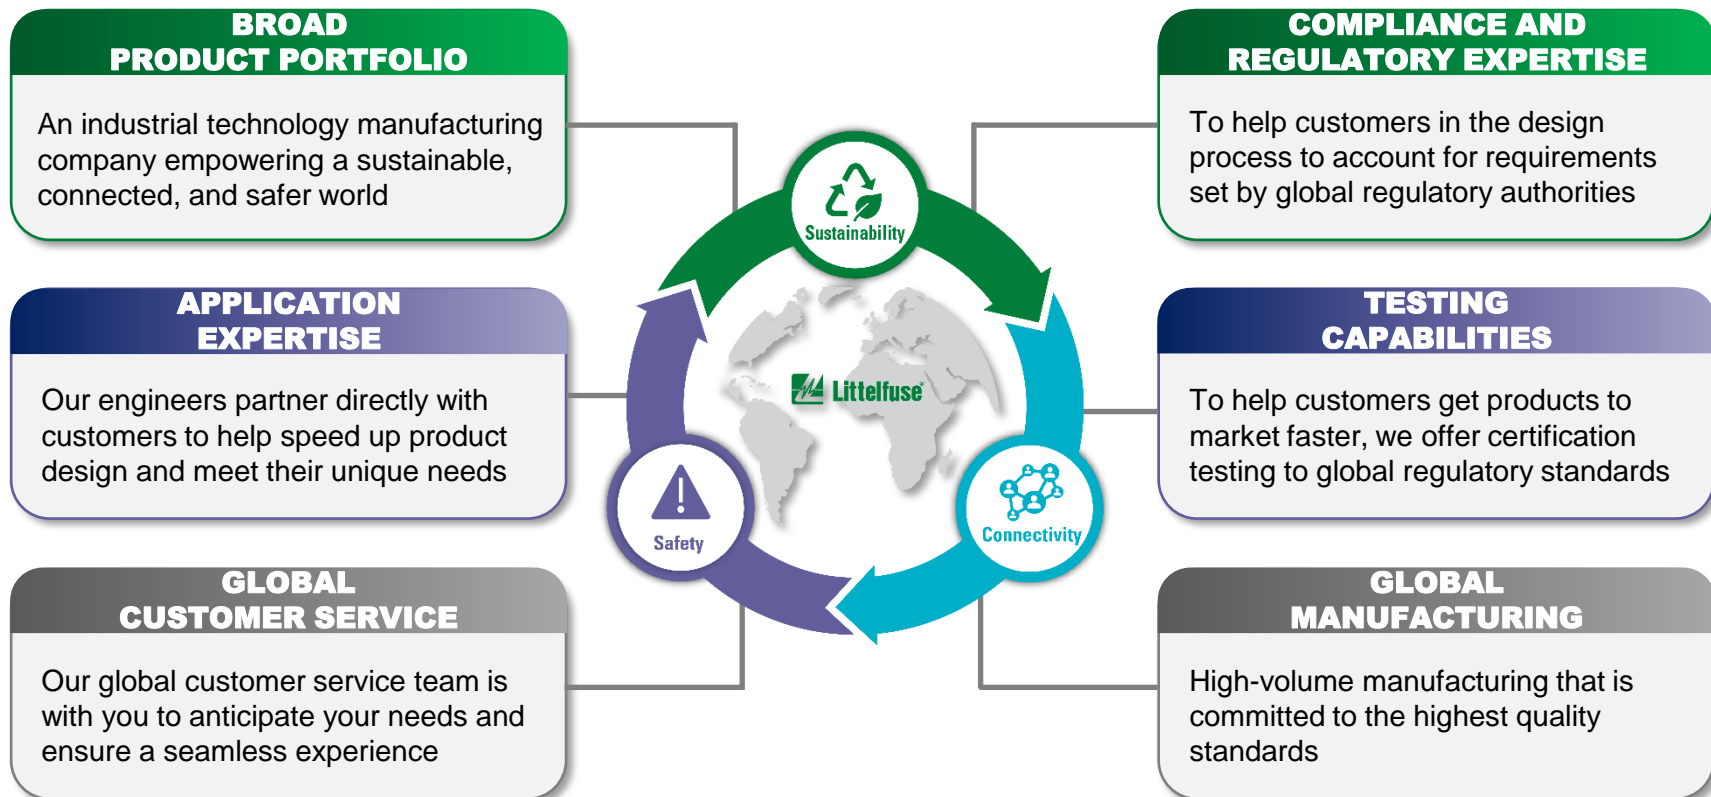 BROAD
PRODUCT PORTFOLIO
An industrial technology manufacturing
company empowering a sustainable,
connected, and safer world
APPLICATION
EXPERTISE
Our engineers partner directly with
customers to help speed up product
design and meet their unique needs
GLOBAL
CUSTOMER SERVICE
Our global customer service team is
with you to anticipate your needs and
ensure a seamless experience
Sustainability
Littelfuse®
Safety
Connectivity
COMPLIANCE AND
REGULATORY EXPERTISE
To help customers in the design
process to account for requirements
set by global regulatory authorities
TESTING
CAPABILITIES
To help customers get products to
market faster, we offer certification
testing to global regulatory standards
GLOBAL
MANUFACTURING
High-volume manufacturing that is
committed to the highest quality
standards